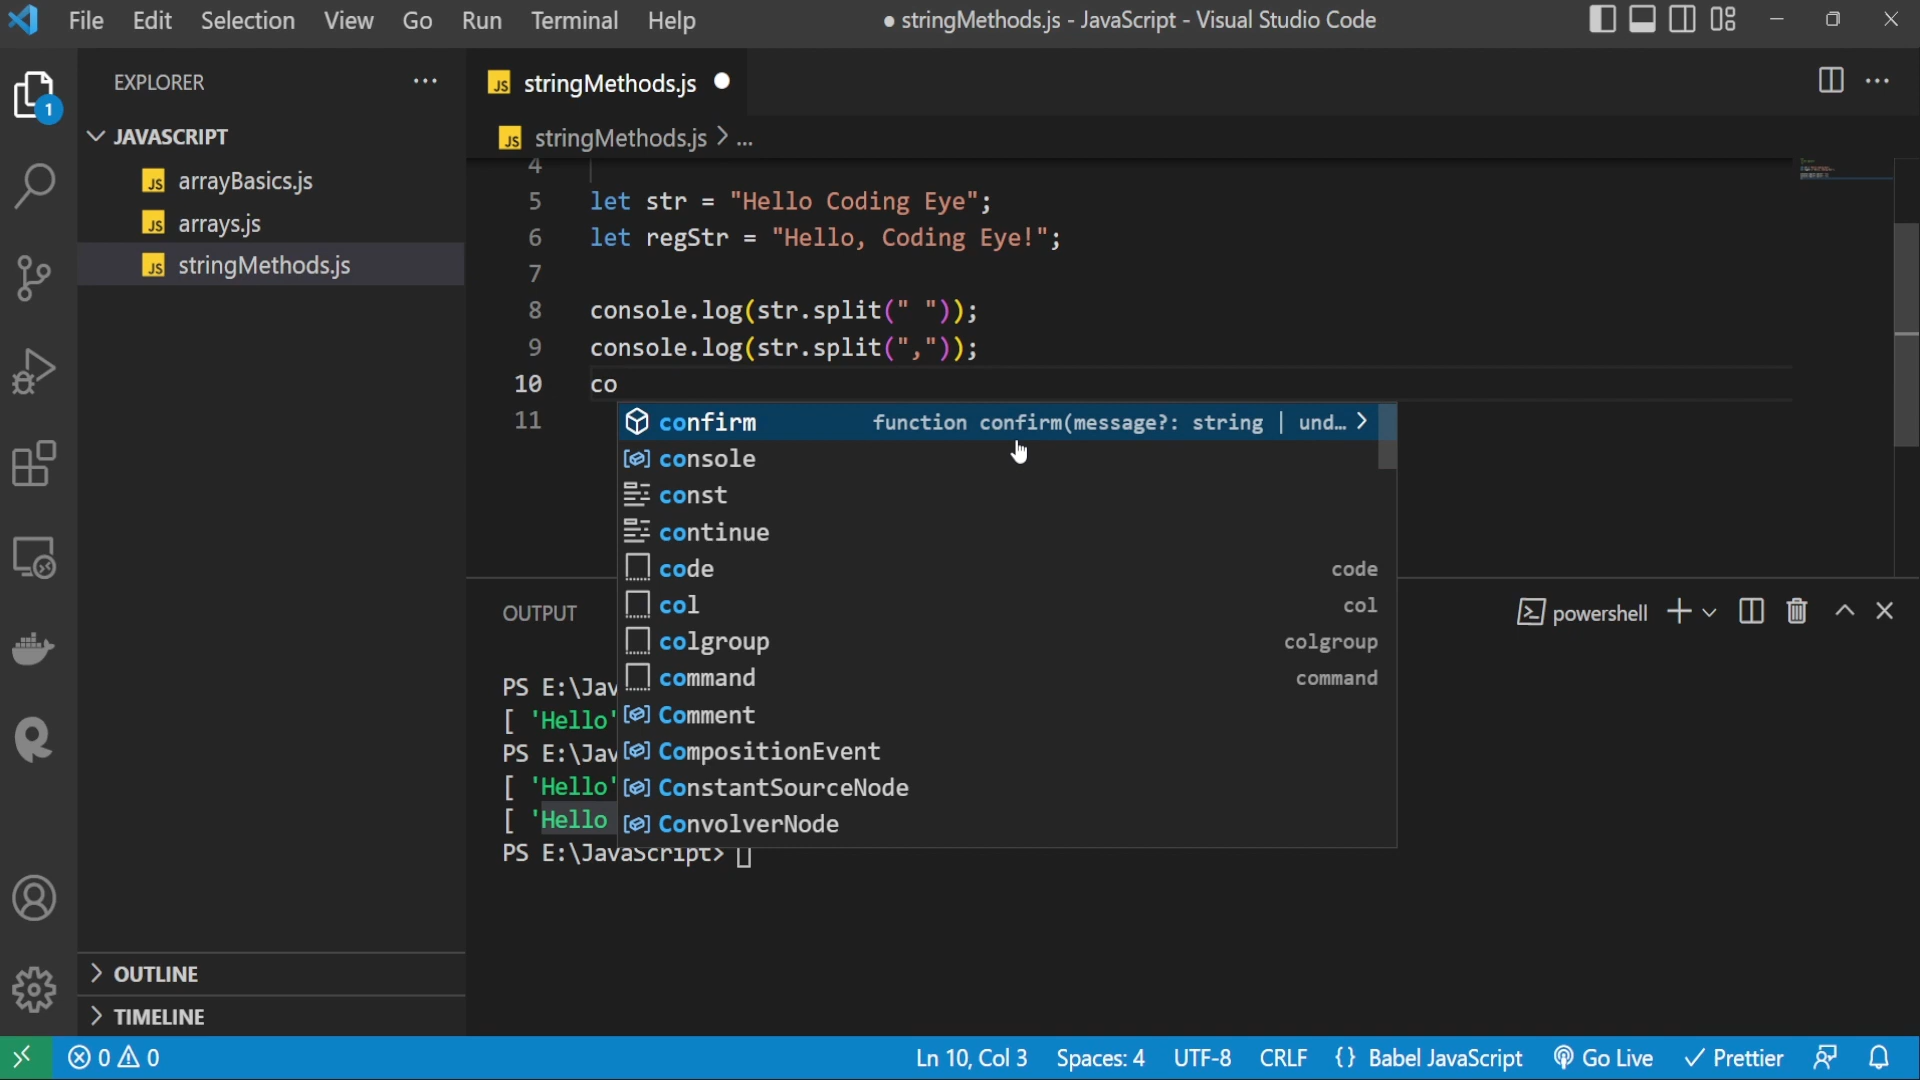 File Edit Selection View Go Run Terminal Help
● stringMethods.js - JavaScript - Visual Studio Code
EXPLORER
JAVASCRIPT
JS arrayBasics.js
JS arrays.js
JS stringMethods.js
1
JS stringMethods.js
JS stringMethods.js > ...
4
5 let str = "Hello Coding Eye";
6 let regStr = "Hello, Coding Eye!";
7
8 console.log(str.split(" "));
9 console.log(str.split(","));
10 co
11
confirm function confirm(message?: string | und…
console
const
continue
code code
col col
colgroup colgroup
command command
Comment
CompositionEvent
ConstantSourceNode
ConvolverNode
OUTPUT
powershell
PS E:\Jav
[ 'Hello'
PS E:\Jav
[ 'Hello'
[ 'Hello
PS E:\JavaScript>
OUTLINE
TIMELINE
0 0
Ln 10, Col 3 Spaces: 4 UTF-8 CRLF {} Babel JavaScript Go Live Prettier